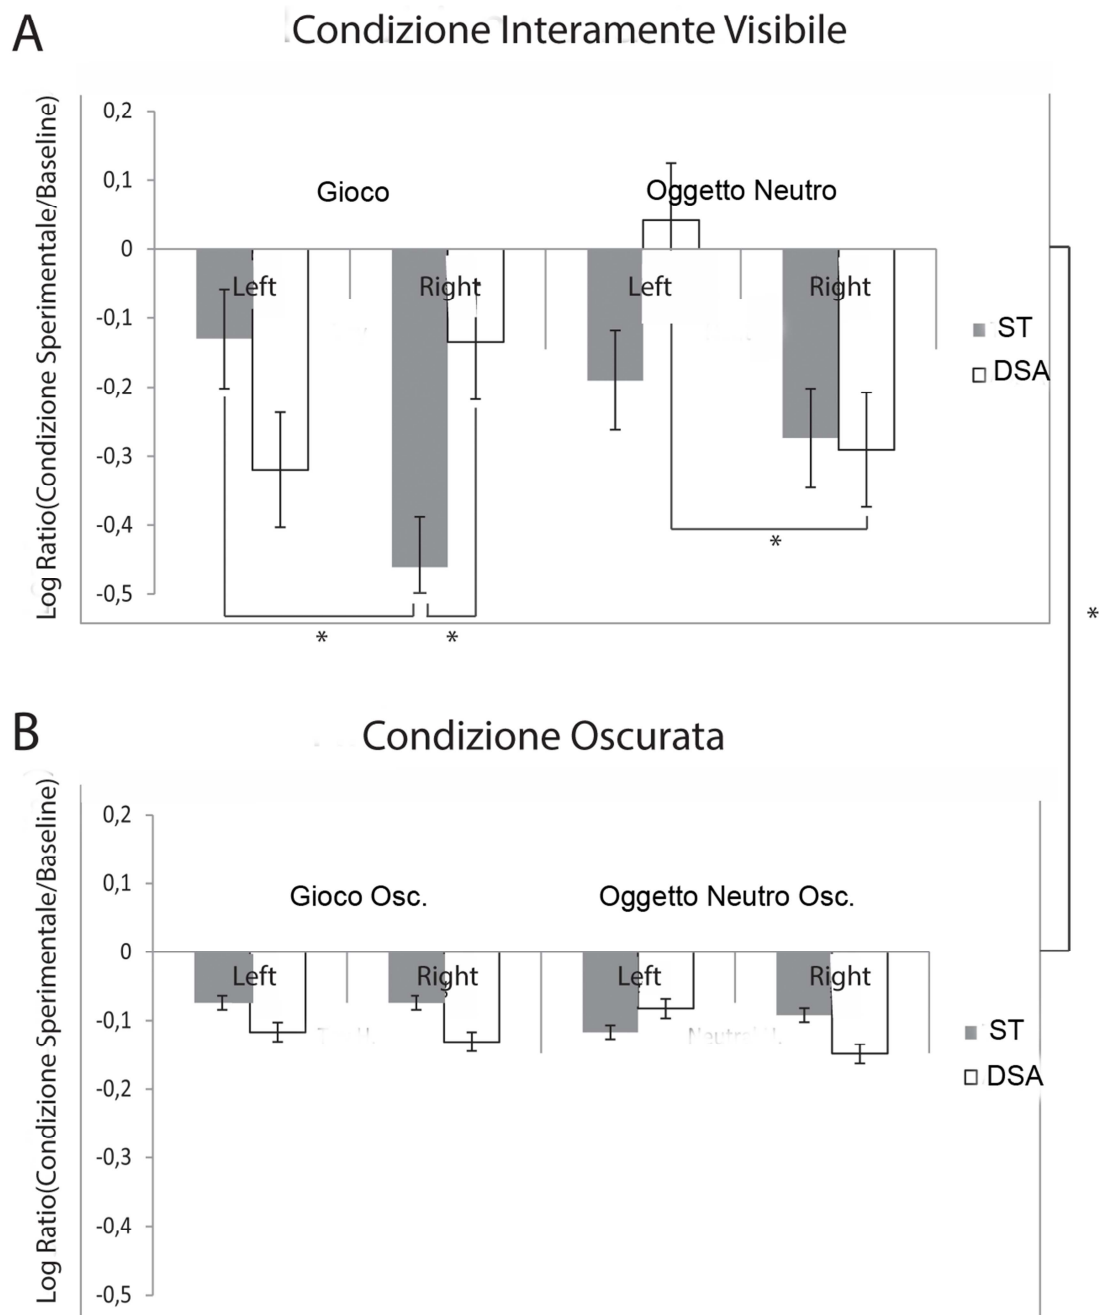 A
Condizione Interamente Visibile
Log Ratio(Condizione Sperimentale/Baseline)
0,2
0,1
0
-0,1
-0,2
-0,3
-0,4
-0,5
Gioco
Oggetto Neutro
Left
Right
Left
Right
ST
DSA
*
*
*
*
B
Condizione Oscurata
Log Ratio(Condizione Sperimentale/Baseline)
0,2
0,1
0
-0,1
-0,2
-0,3
-0,4
-0,5
Gioco Osc.
Oggetto Neutro Osc.
Left
Right
Left
Right
ST
DSA